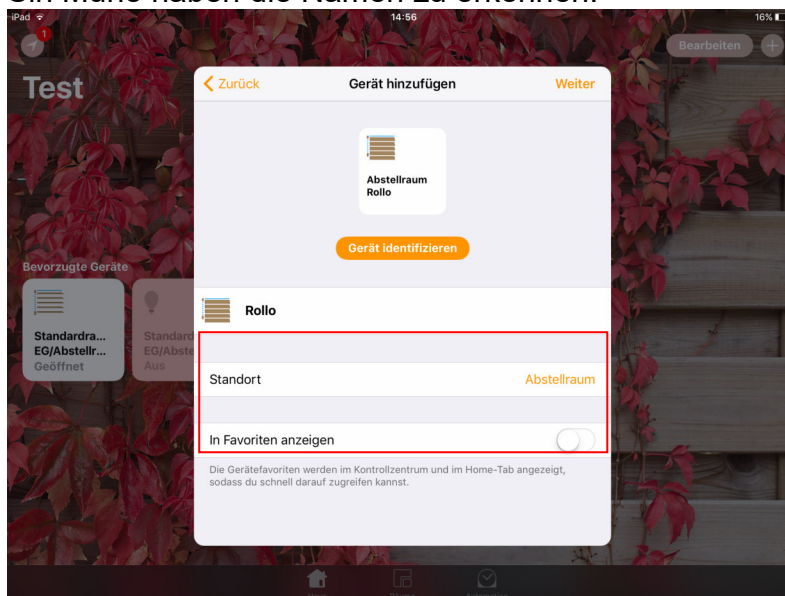 iPad
14:56
16%
1
Bearbeiten
Test
Zurück
Gerät hinzufügen
Weiter
Abstellraum
Rollo
Gerät identifizieren
Bevorzugte Geräte
Standardra...
EG/Abstellr...
Geöffnet
Standard
EG/Abste
Aus
Rollo
Standort
Abstellraum
In Favoriten anzeigen
Die Gerätefavoriten werden im Kontrollzentrum und im Home-Tab angezeigt,
sodass du schnell darauf zugreifen kannst.